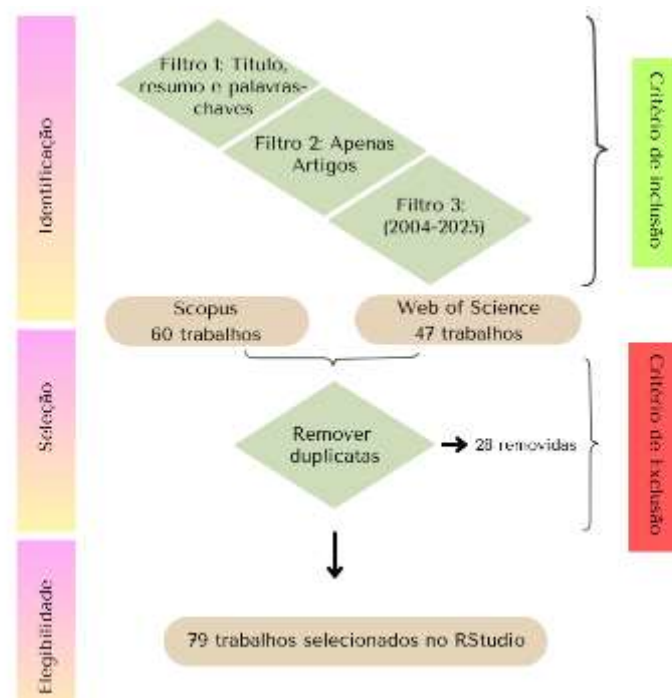 Identificação
Filtro 1: Título,
resumo e palavras-
chaves
Filtro 2: Apenas
Artigos
Filtro 3:
(2004-2025)
Critério de inclusão
Scopus
60 trabalhos
Web of Science
47 trabalhos
Seleção
Remover
duplicatas
28 removidas
Critério de Exclusão
Elegibilidade
79 trabalhos selecionados no RStudio